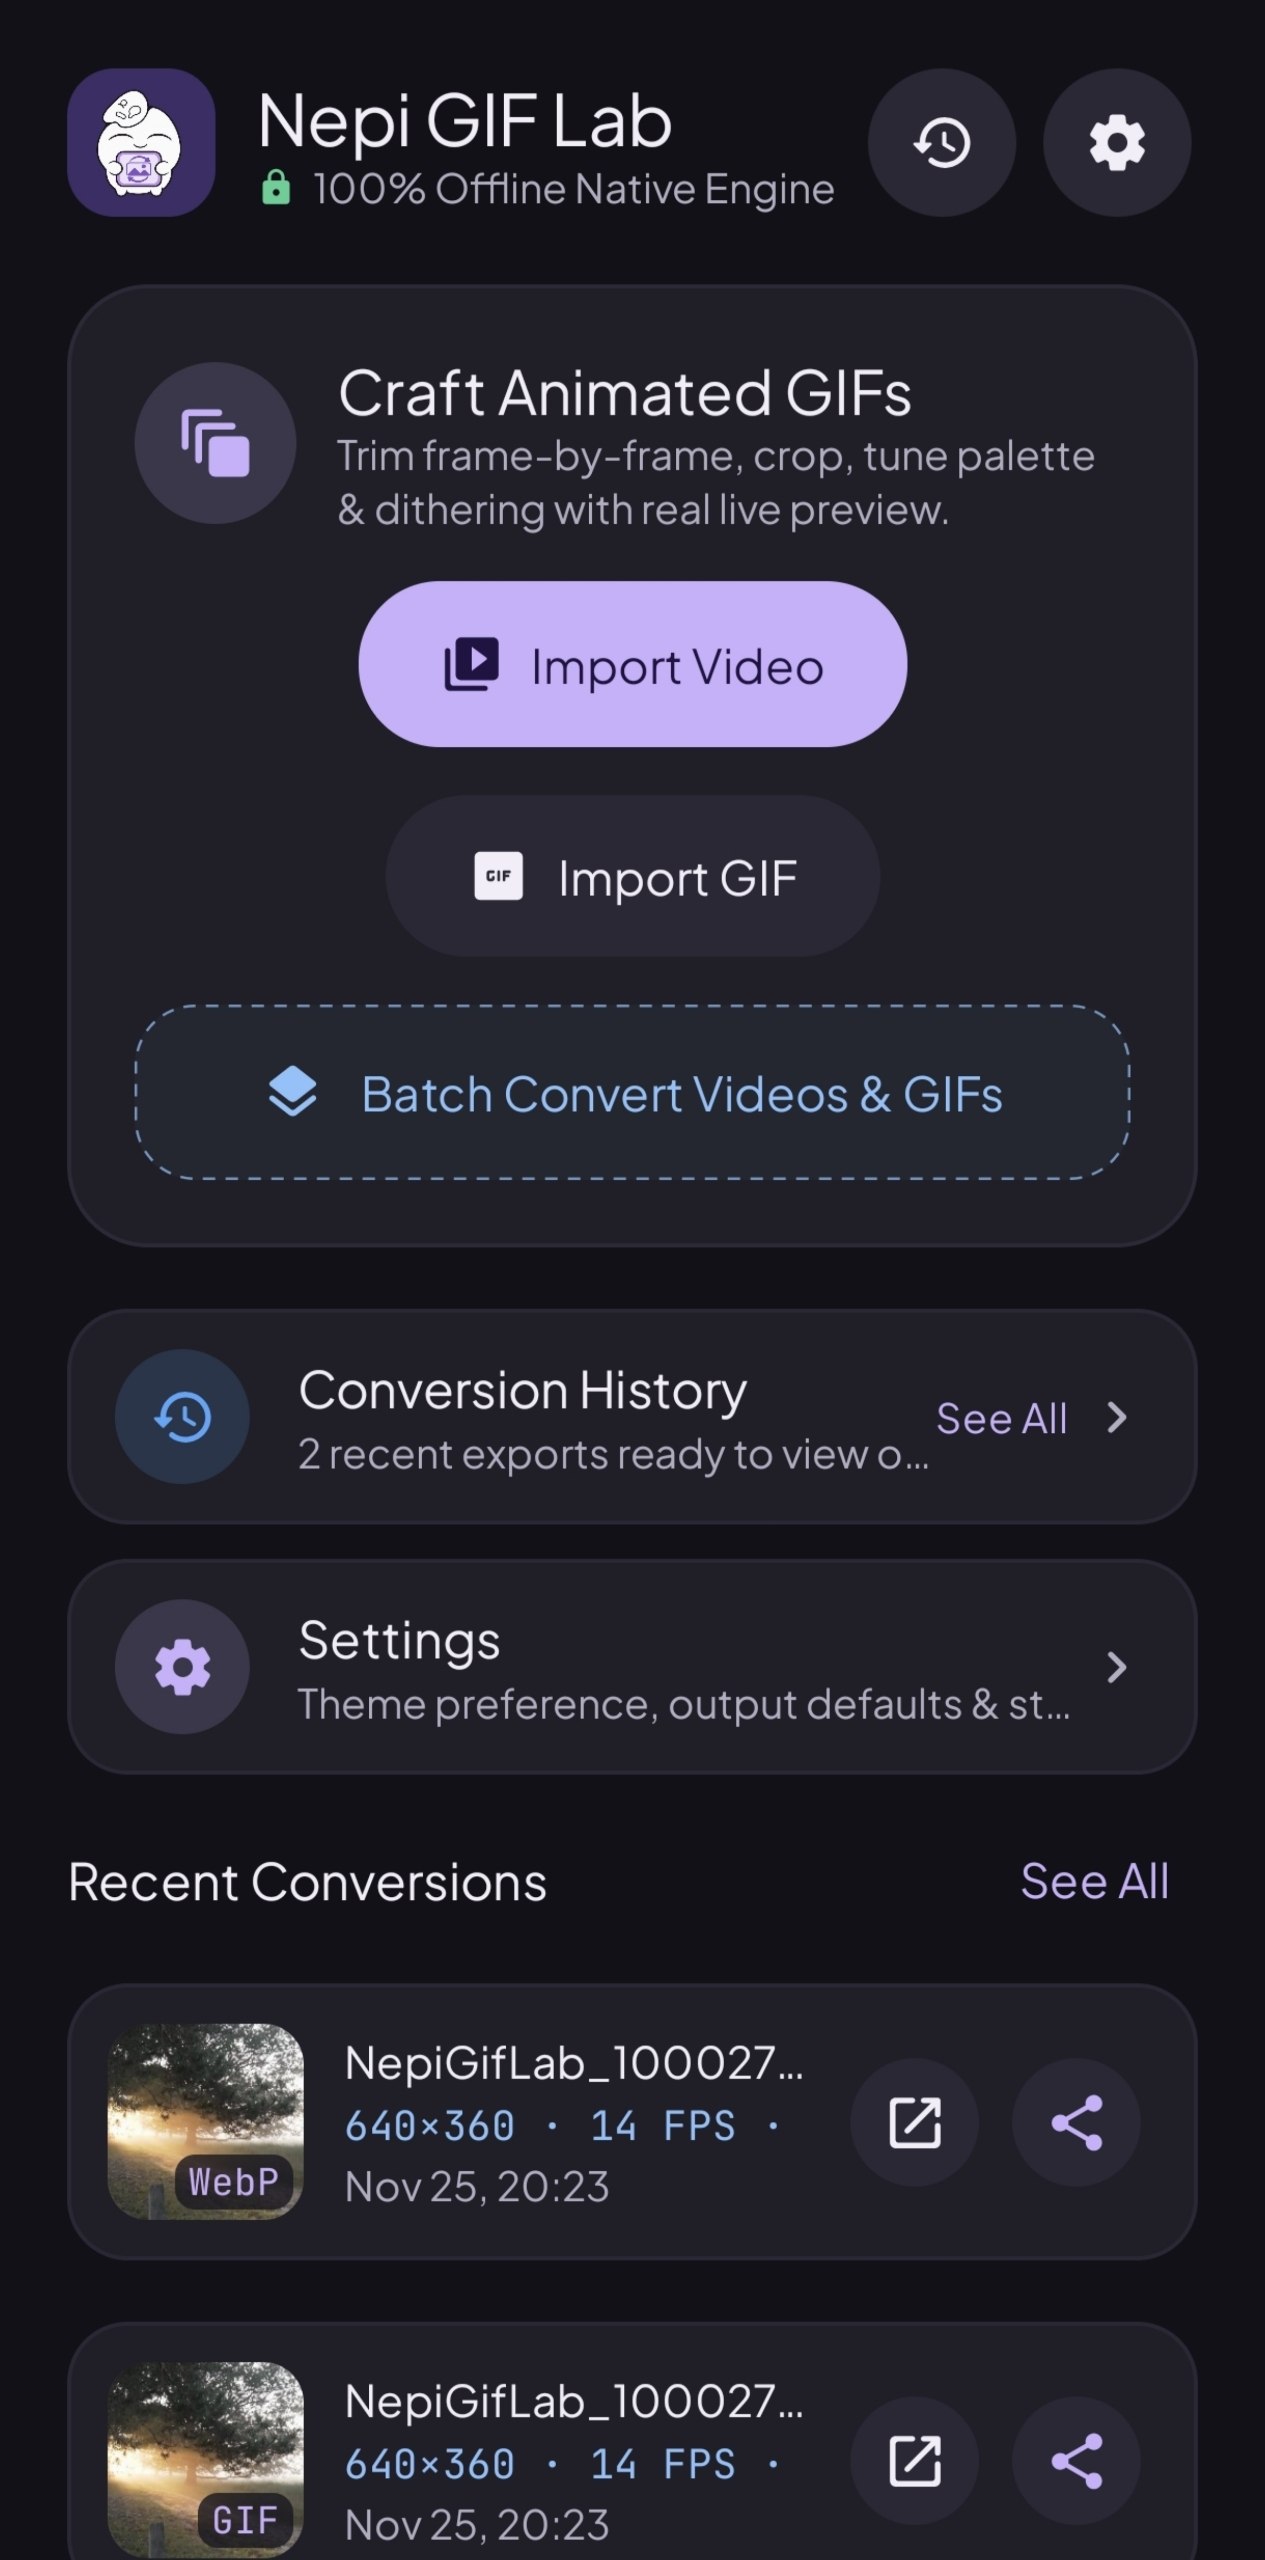 Nepi GIF Lab
100% Offline Native Engine
Craft Animated GIFs
Trim frame-by-frame, crop, tune palette
& dithering with real live preview.
Import Video
GIF
Import GIF
Batch Convert Videos & GIFs
Conversion History
2 recent exports ready to view o...
See All
Settings
Theme preference, output defaults & st...
Recent Conversions
See All
WebP
NepiGifLab_100027...
640×360 · 14 FPS ·
Nov 25, 20:23
GIF
NepiGifLab_100027...
640×360 · 14 FPS ·
Nov 25, 20:23